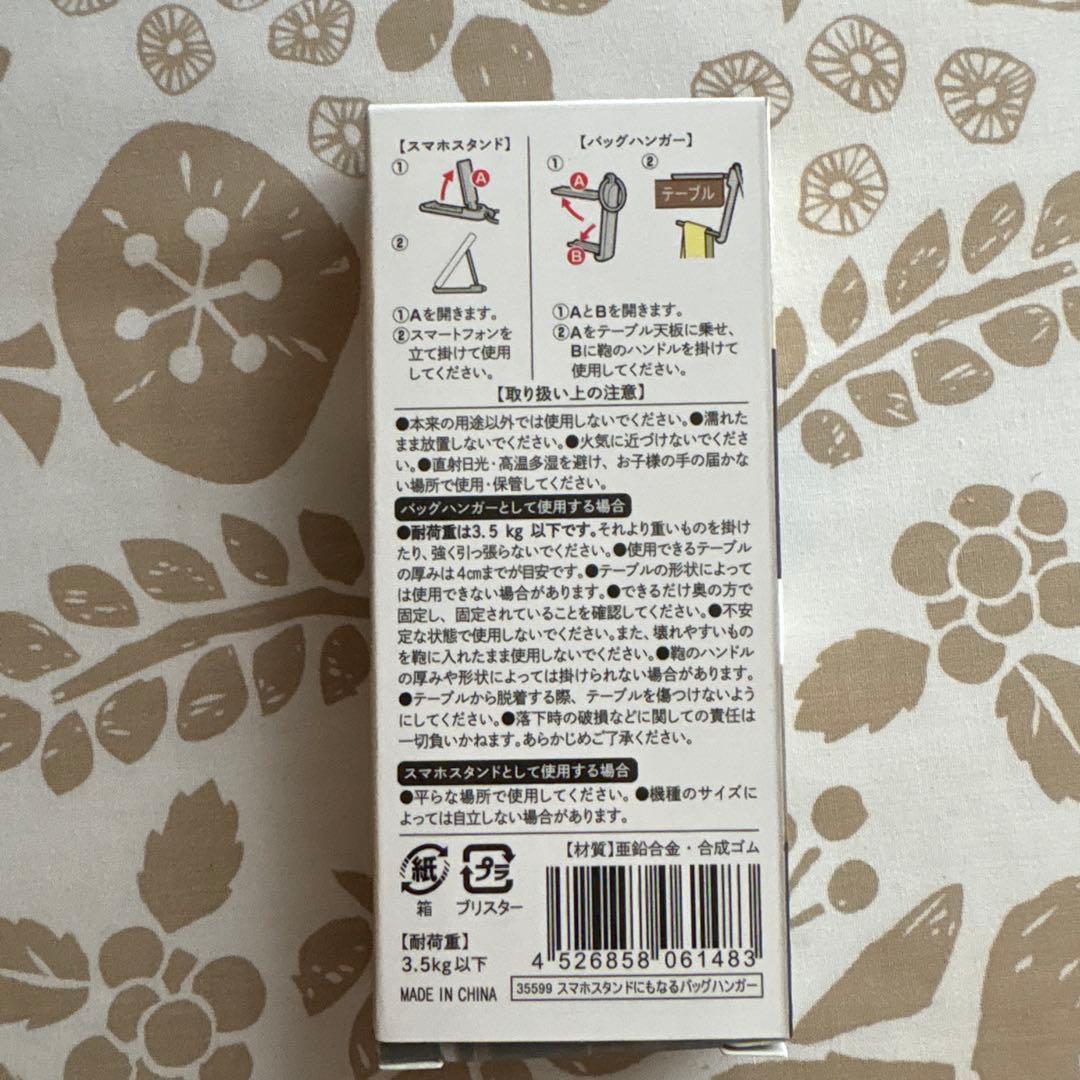 【スマホスタンド】
①
A
②
①Aを開きます。
②スマートフォンを
立て掛けて使用
してください。
【バッグハンガー】
①
A
B
②
テーブル
①AとBを開きます。
②Aをテーブル天板に乗せ、
Bに鞄のハンドルを掛けて
使用してください。
【取り扱い上の注意】
●本来の用途以外では使用しないでください。●濡れた
まま放置しないでください。●火気に近づけないでくださ
い。●直射日光・高温多湿を避け、お子様の手の届かな
い場所で使用・保管してください。
バッグハンガーとして使用する場合
●耐荷重は3.5 kg 以下です。それより重いものを掛け
たり、強く引っ張らないでください。●使用できるテーブル
の厚みは4㎝までが目安です。●テーブルの形状によって
は使用できない場合があります。●できるだけ奥の方で
固定し、固定されていることを確認してください。●不安
定な状態で使用しないでください。また、壊れやすいもの
を鞄に入れたまま使用しないでください。●鞄のハンドル
の厚みや形状によっては掛けられない場合があります。
●テーブルから脱着する際、テーブルを傷つけないよう
にしてください。●落下時の破損などに関しての責任は
一切負いかねます。あらかじめご了承ください。
スマホスタンドとして使用する場合
●平らな場所で使用してください。●機種のサイズに
よっては自立しない場合があります。
【材質】亜鉛合金・合成ゴム
紙
箱
プラ
ブリスター
【耐荷重】
3.5kg以下
MADE IN CHINA
4 526858 061483
35599 スマホスタンドにもなるバッグハンガー